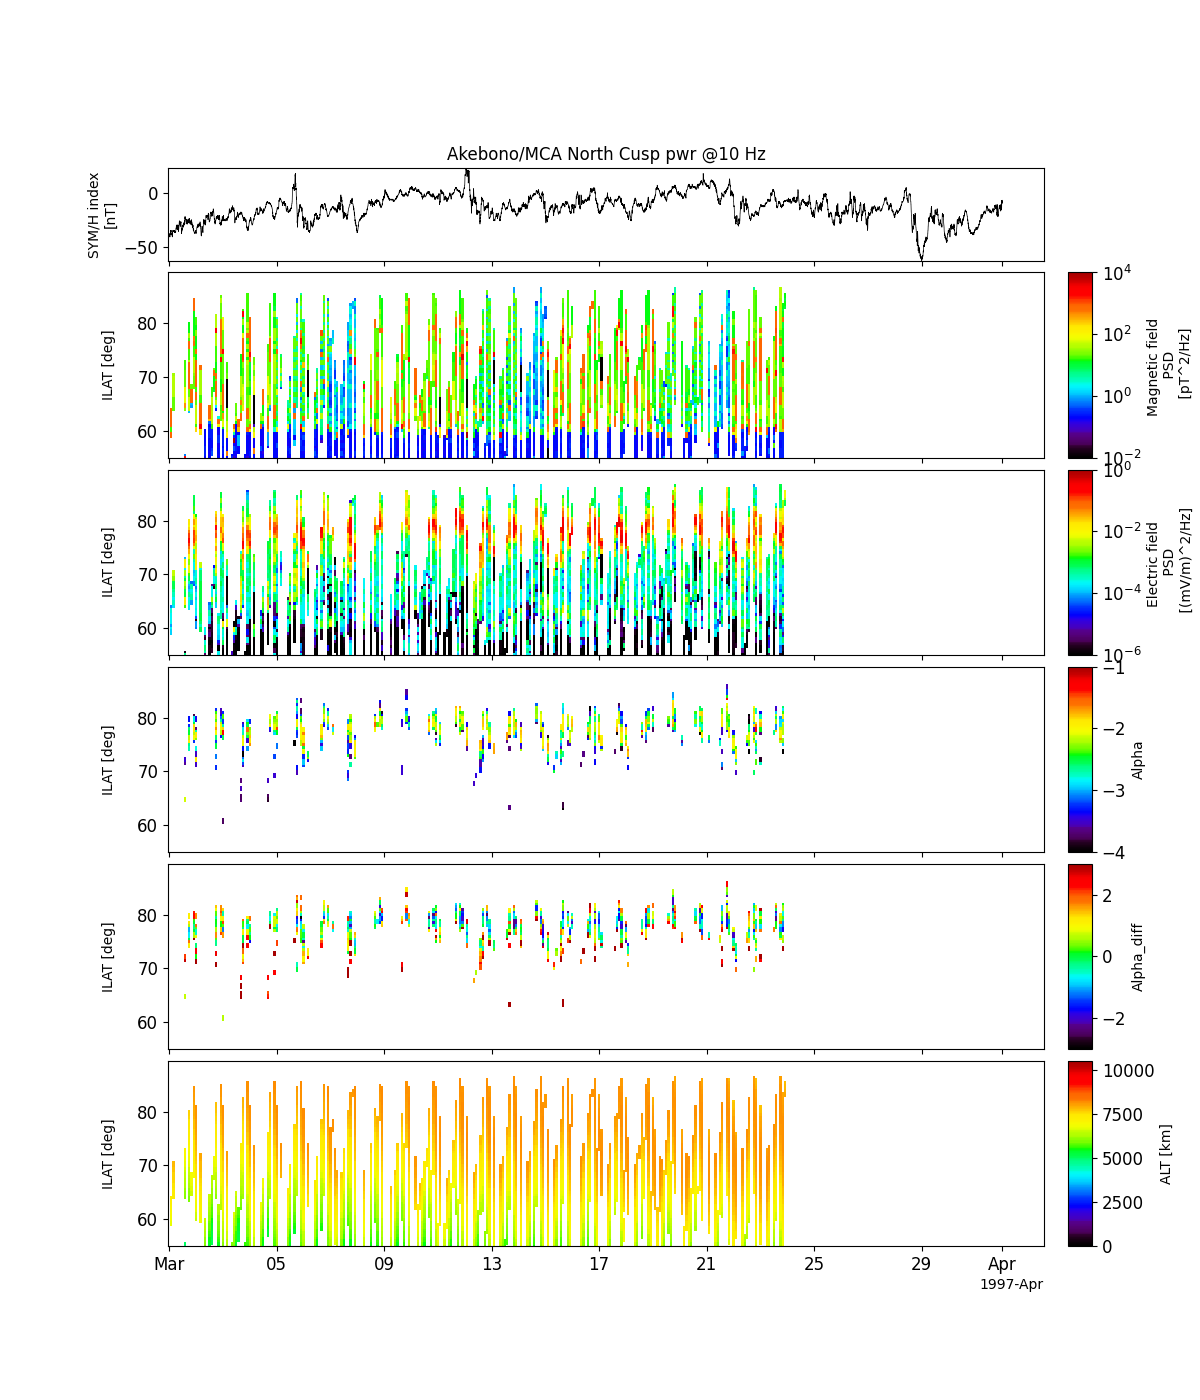 Akebono/MCA North Cusp pwr @10 Hz
SYM/H index
[nT]
0
−50
ILAT [deg]
80
70
60
10^4
10^2
10^0
10^−2
Magnetic field
PSD
[pT^2/Hz]
ILAT [deg]
80
70
60
10^0
10^−2
10^−4
10^−6
Electric field
PSD
[(mV/m)^2/Hz]
ILAT [deg]
80
70
60
−1
−2
−3
−4
Alpha
ILAT [deg]
80
70
60
2
0
−2
Alpha_diff
ILAT [deg]
80
70
60
10000
7500
5000
2500
0
ALT [km]
Mar 05 09 13 17 21 25 29 Apr
1997-Apr